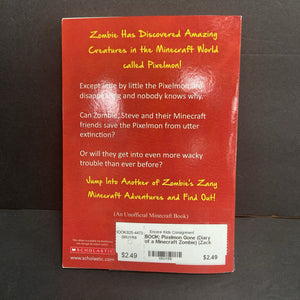 Zombie Has Discovered Amazing
Creatures in the Minecraft World
called Pixelmon!
Except little by little the Pixelmon are
disappearing and nobody knows why.
Can Zombie, Steve and their Minecraft
friends save the Pixelmon from utter
extinction?
Or will they get into even more wacky
trouble than ever before?
Jump Into Another of Zombie's Zany
Minecraft Adventures and Find Out!
(An Unofficial Minecraft Book)
Encore Kids Consignment
BOOK: Pixelmon Gone (Diary
of a Minecraft Zombie) (Zack
$2.49
$2.49
SCHOLASTIC
www.scholastic.com